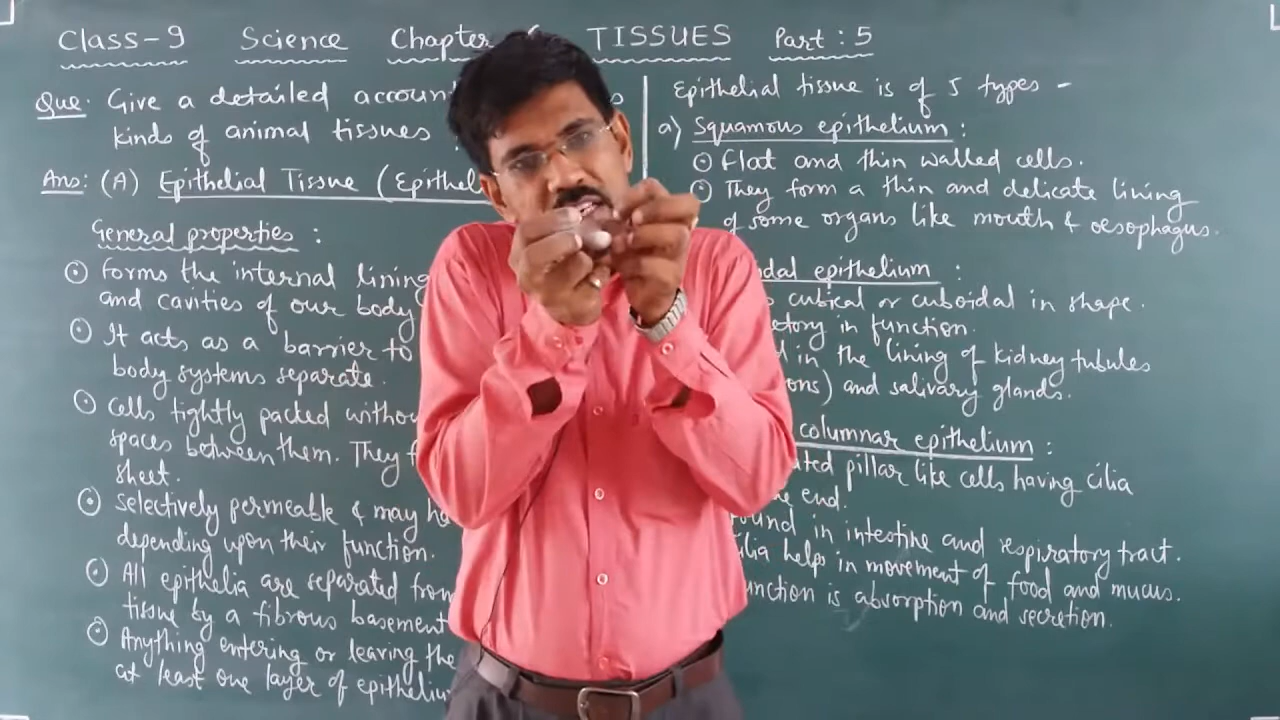 Class-9 Science Chapter TISSUES Part : 5
Que: Give a detailed account
kinds of animal tissues
Ans: (A) Epithelial Tissue (Epithel
General properties :
Forms the internal lining
and cavities of our body
It acts as a barrier to
body systems separate.
Cells tightly packed withou
spaces between them. They f
sheet.
Selectively permeable & may ha
depending upon their function.
All epithelia are separated from
tissue by a fibrous basement
Anything entering or leaving the
at least one layer of epitheliu
Epithelial tissue is of 5 types -
a) Squamous epithelium :
Flat and thin walled cells.
They form a thin and delicate lining
of some organs like mouth & oesophagus.
dal epithelium :
cubical or cuboidal in shape.
etory in function.
d in the lining of kidney tubules
ons) and salivary glands.
columnar epithelium :
ated pillar like cells having cilia
e end.
ound in intestine and respiratory tract.
ilia helps in movement of food and mucus.
unction is absorption and secretion.